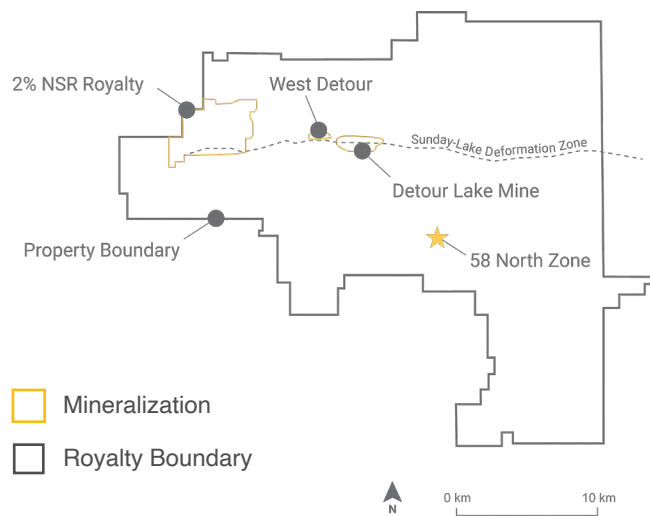 2% NSR Royalty
West Detour
Sunday-Lake Deformation Zone
Detour Lake Mine
Property Boundary
58 North Zone
Mineralization
Royalty Boundary
N
0 km
10 km